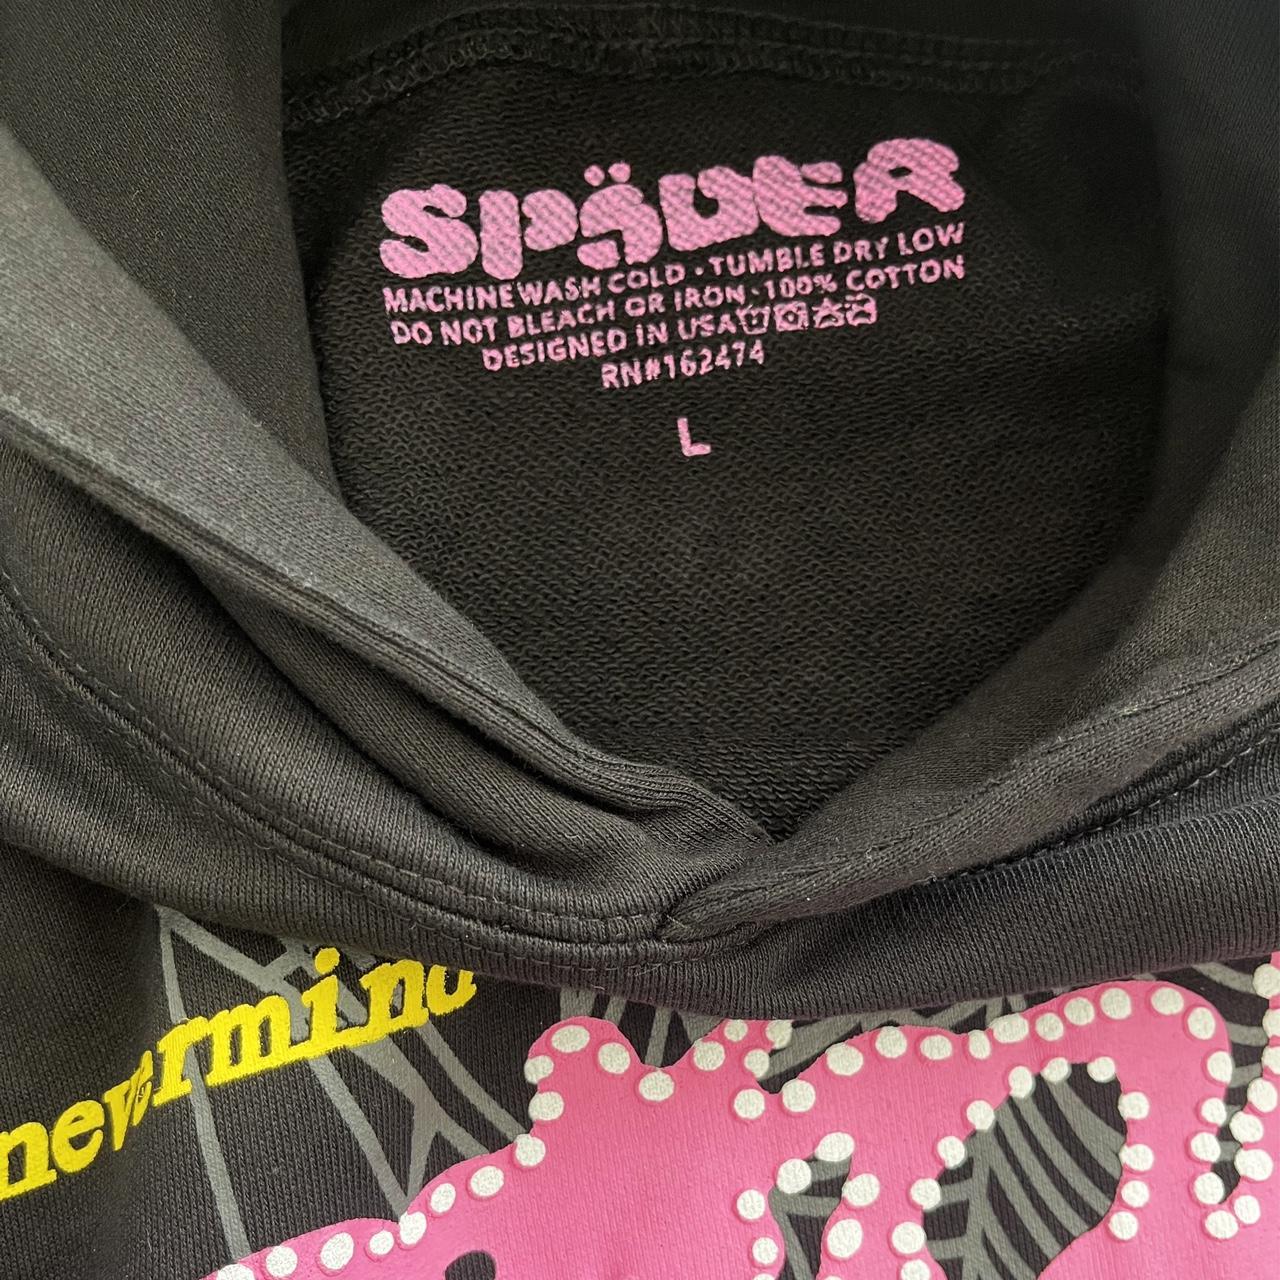 SpäDER
MACHINE WASH COLD • TUMBLE DRY LOW
DO NOT BLEACH OR IRON • 100% COTTON
DESIGNED IN USA
RN#162474
L
nevermind